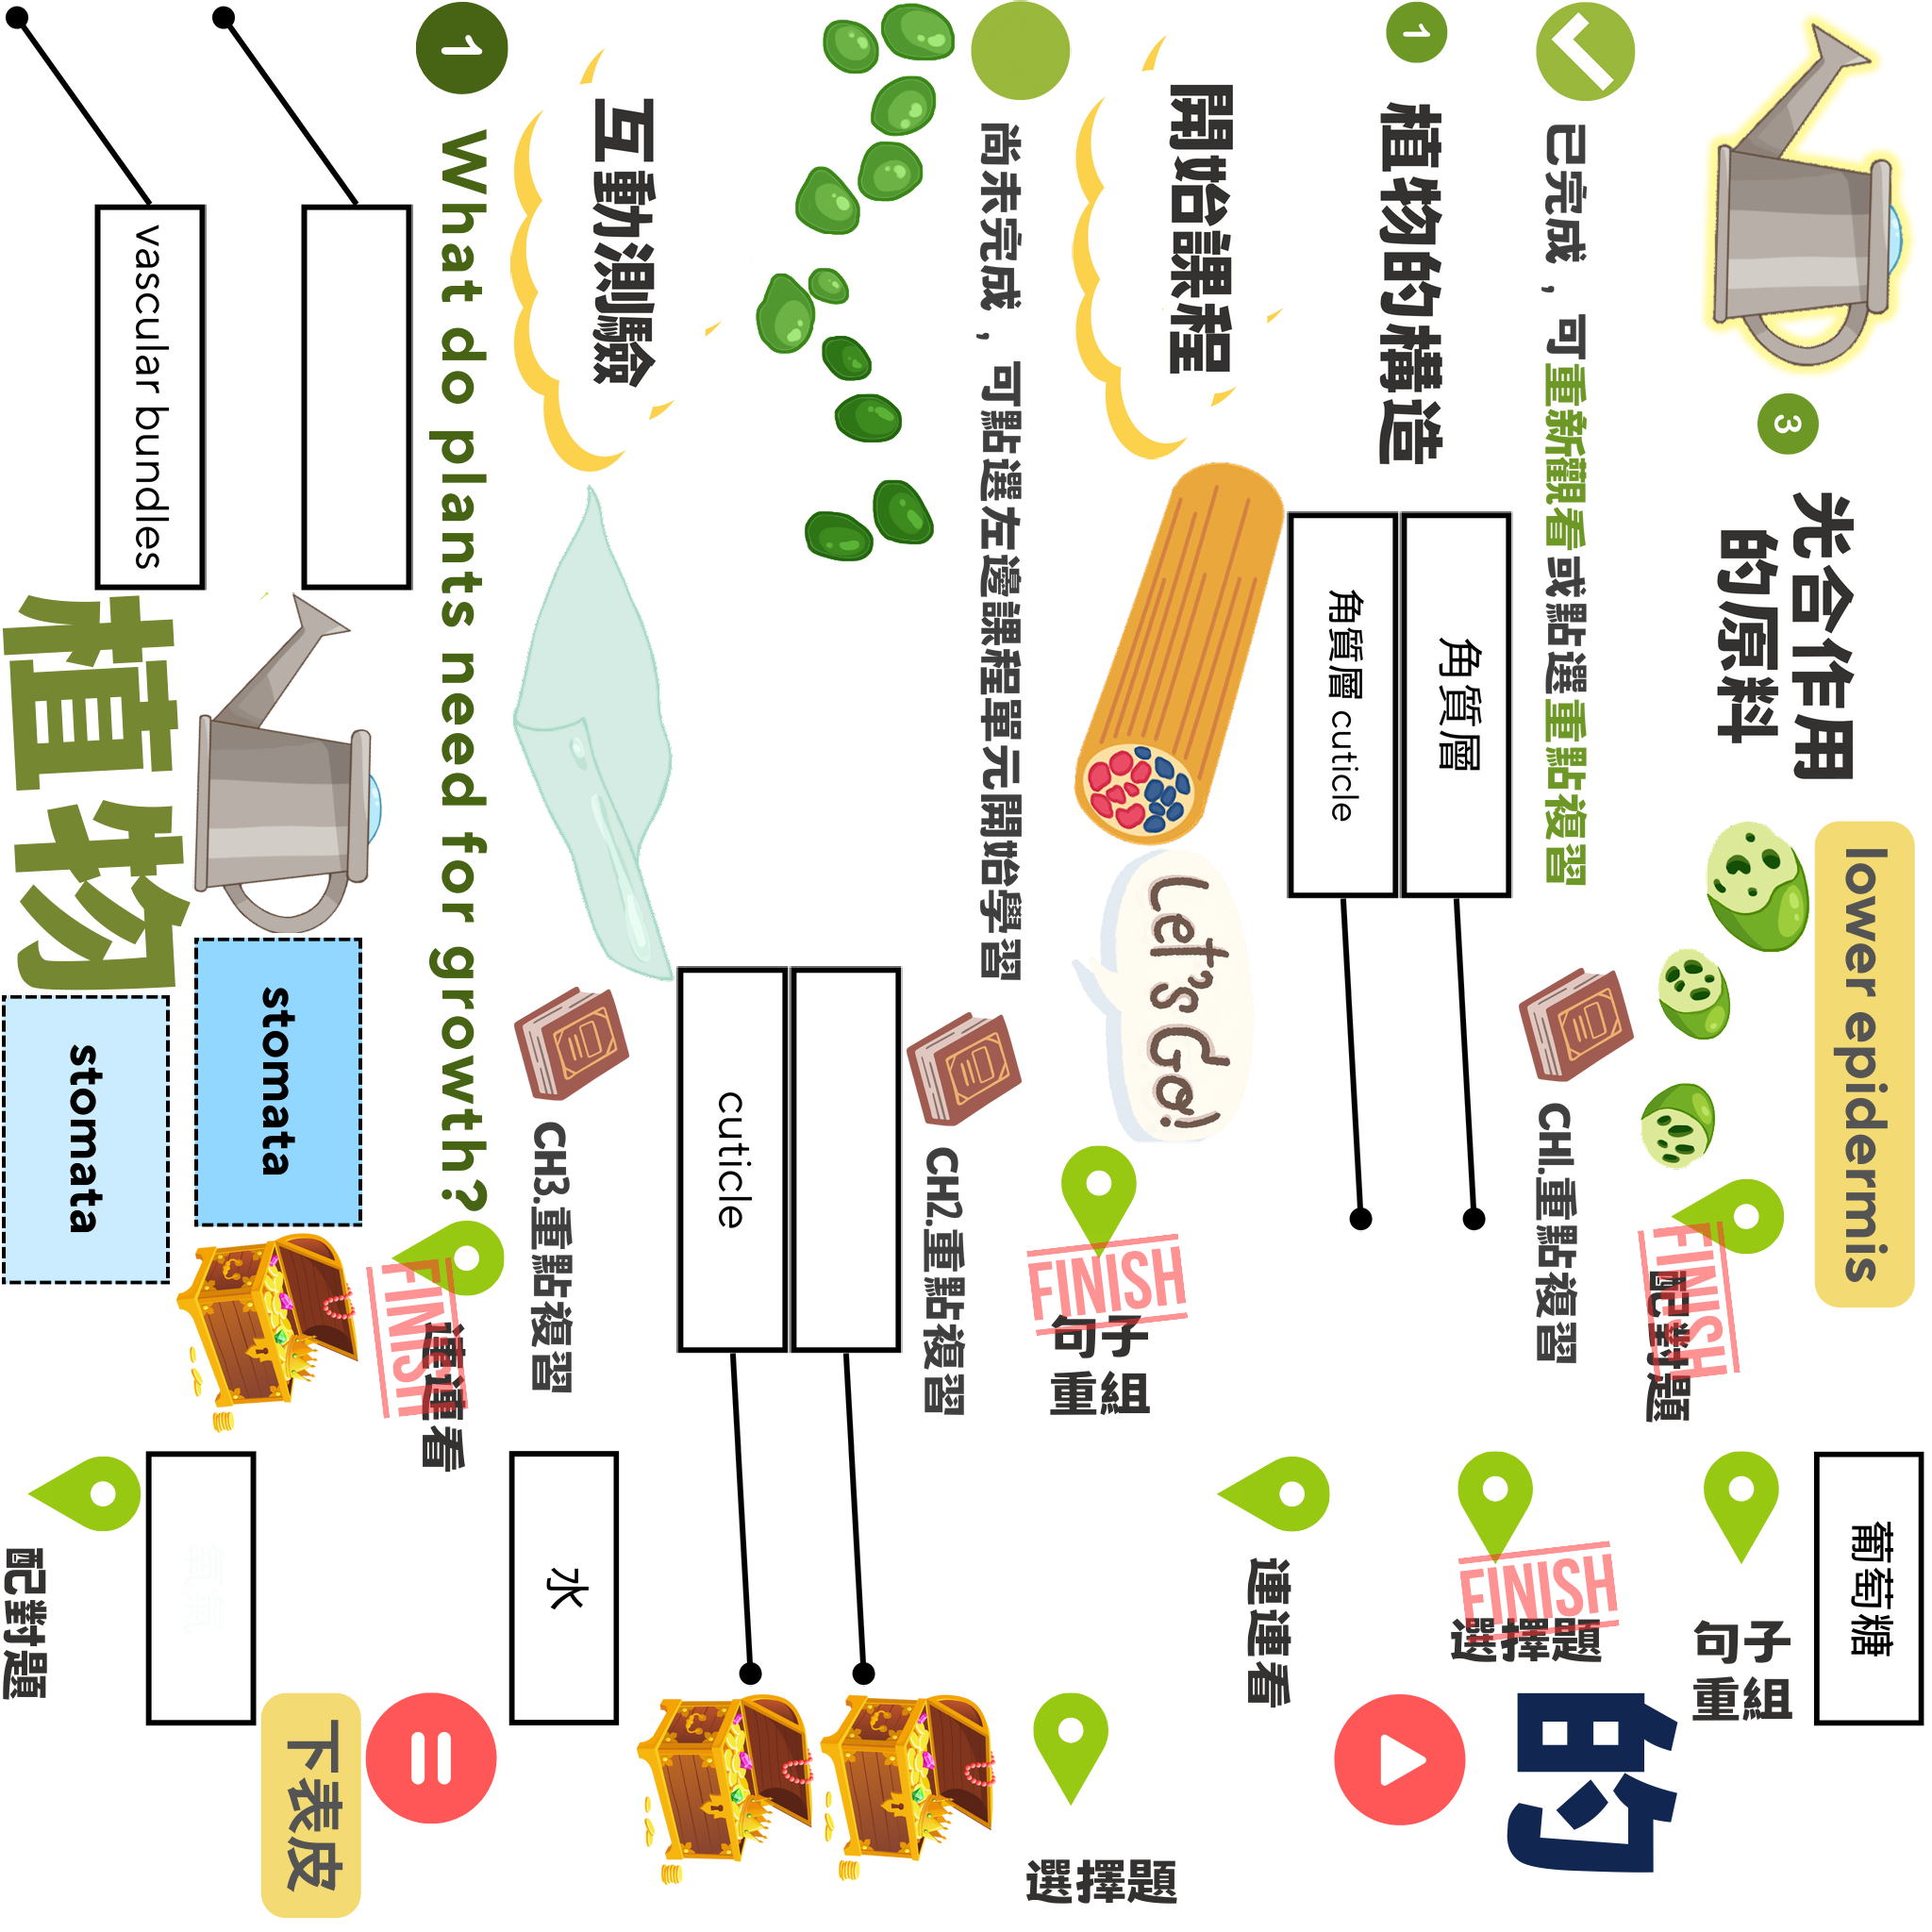 3
光合作用
的原料
lower epidermis
已完成，可重新觀看或點選重點複習
CH1.重點複習
FINISH
配對題
1
植物的構造
角質層
角質層 cuticle
開始課程
Let's Go!
FINISH
句子
重組
尚未完成，可點選左邊課程單元開始學習
CH2.重點複習
互動測驗
cuticle
CH3.重點複習
1
What do plants need for growth?
FINISH
連連看
vascular bundles
植物
stomata
stomata
葡萄糖
句子
重組
FINISH
選擇題
連連看
水
氧氣
配對題
的
選擇題
下表皮